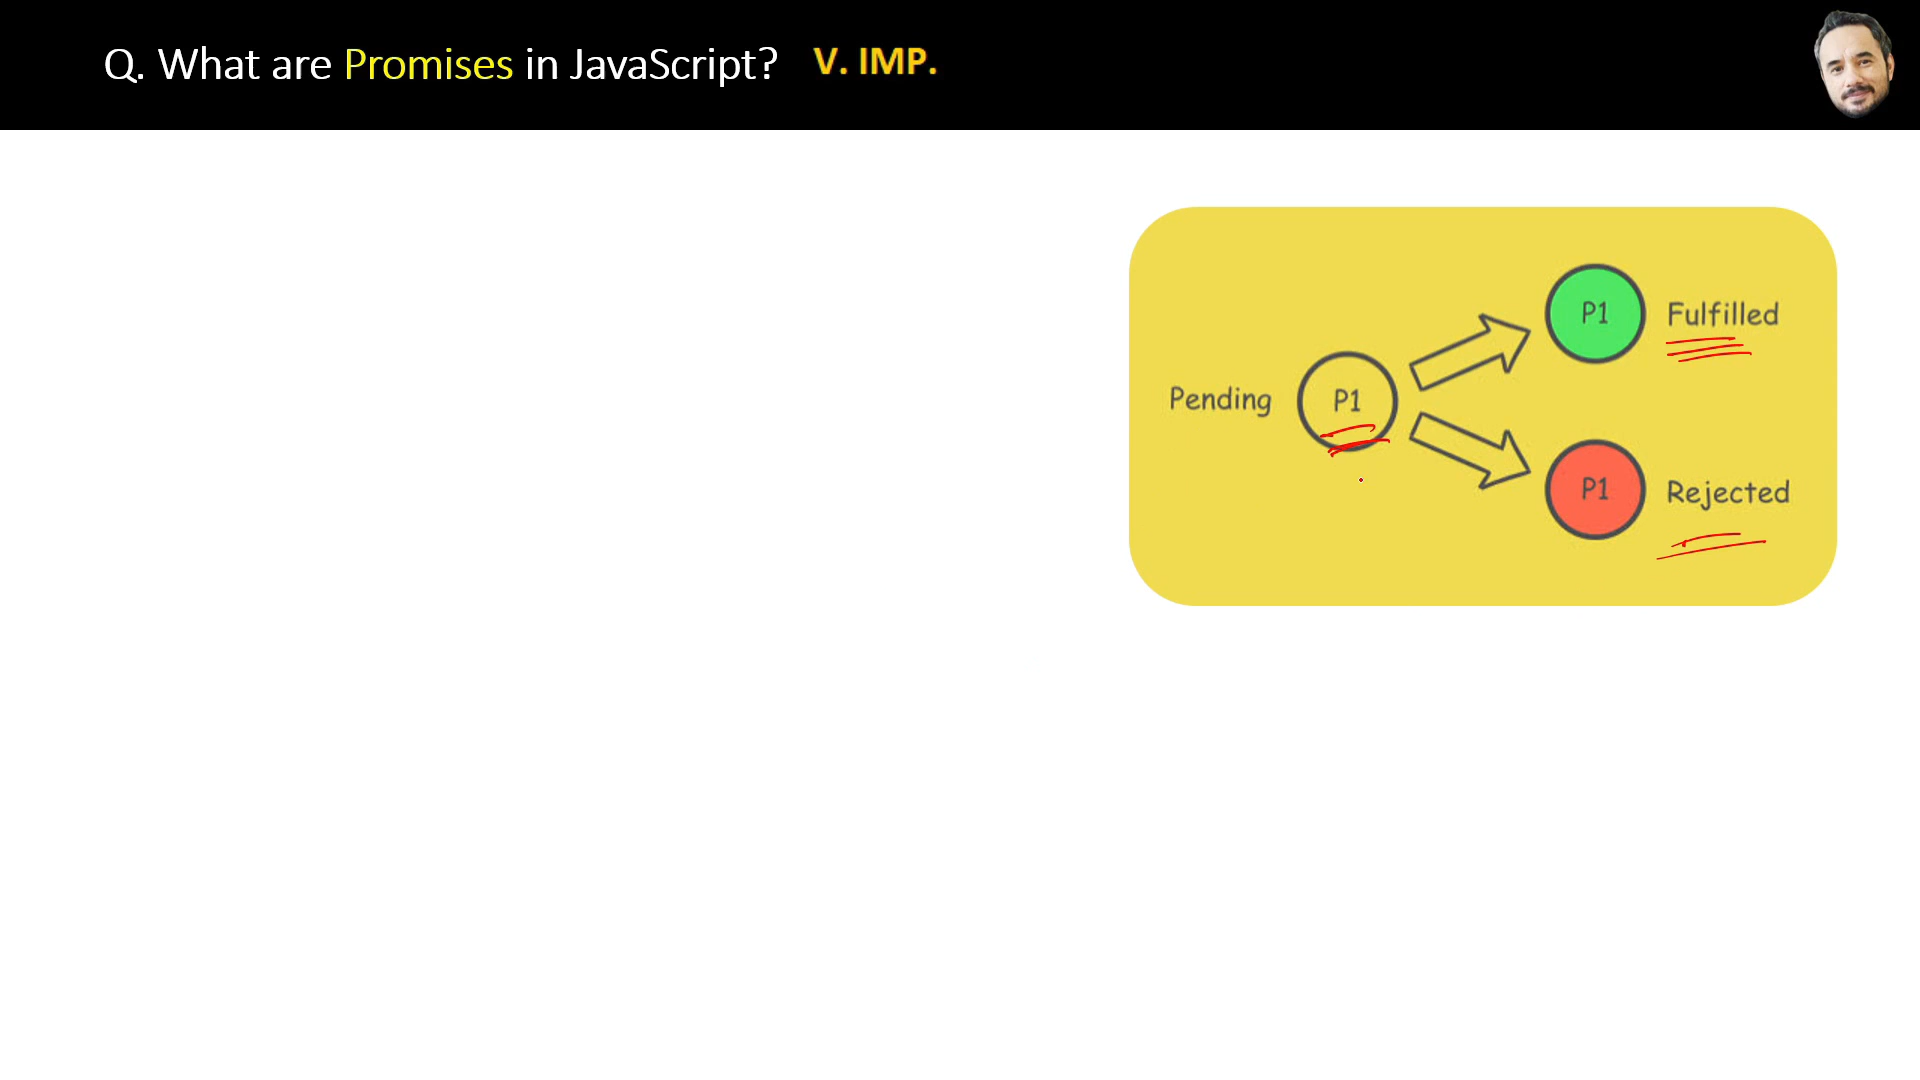 Q. What are Promises in JavaScript? V. IMP.
P1 Fulfilled
Pending P1
P1 Rejected